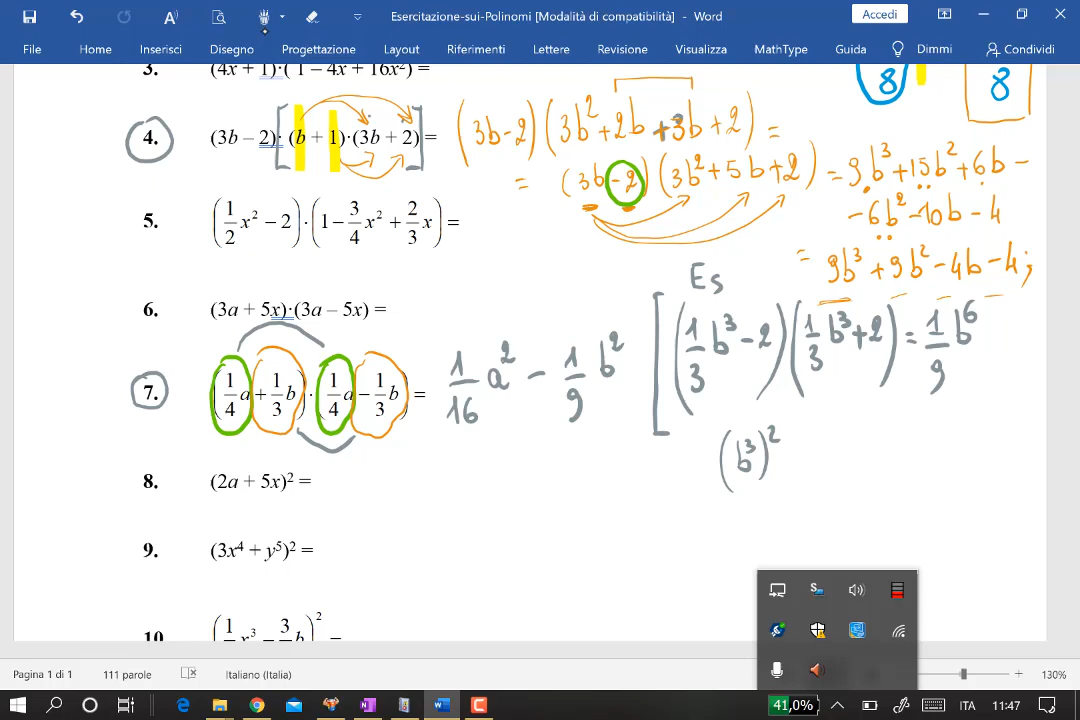 Esercitazione-sui-Polinomi [Modalità di compatibilità] - Word
Accedi
File Home Inserisci Disegno Progettazione Layout Riferimenti Lettere Revisione Visualizza MathType Guida Dimmi Condividi
3. (4x + 1)·( 1 – 4x + 16x²) =
8 8
4. (3b – 2)· [(b + 1)·(3b + 2)] = (3b-2)(3b²+2b+3b+2) =
= (3b-2)(3b²+5b+2) = 9b³+15b²+6b-
-6b²-10b-4
= 9b³+9b²-4b-4;
5. (1/2 x² – 2)·(1 – 3/4 x² + 2/3 x) =
Es
6. (3a + 5x)·(3a – 5x) =
[(1/3 b³-2)(1/3 b³+2) = 1/9 b⁶
7. (1/4 a + 1/3 b)·(1/4 a – 1/3 b) = 1/16 a² - 1/9 b²
(b³)²
8. (2a + 5x)² =
9. (3x⁴ + y⁵)² =
10. (1/ x³ – 3/ b)² =
Pagina 1 di 1 111 parole Italiano (Italia) 130%
41,0% ITA 11:47